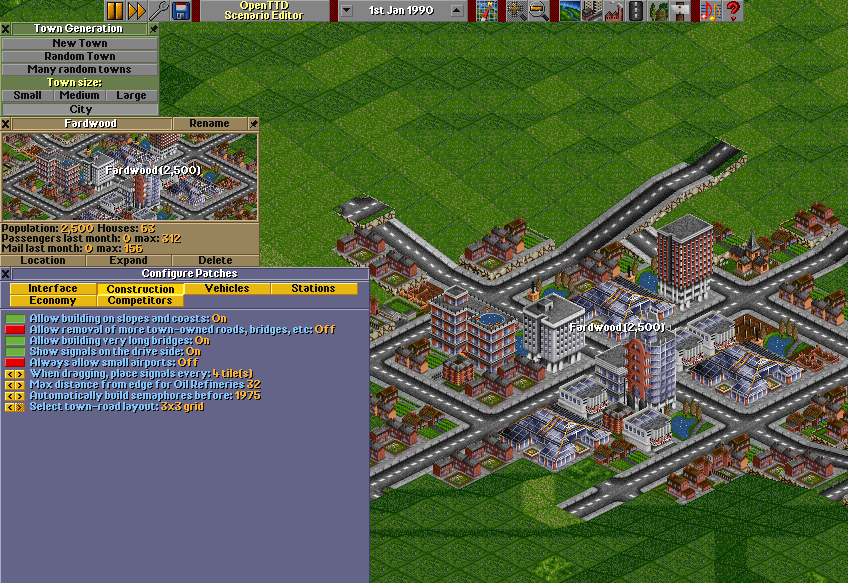 OpenTTD
Scenario Editor
1st Jan 1990
Town Generation
New Town
Random Town
Many random towns
Town size:
Small Medium Large
City
Fardwood Rename
Fardwood (2,500)
Population: 2,500 Houses: 63
Passengers last month: 0 max: 312
Mail last month: 0 max: 156
Location Expand Delete
Configure Patches
Interface Construction Vehicles Stations
Economy Competitors
Allow building on slopes and coasts: On
Allow removal of more town-owned roads, bridges, etc: Off
Allow building very long bridges: On
Show signals on the drive side: On
Always allow small airports: Off
When dragging, place signals every: 4 tile(s)
Max distance from edge for Oil Refineries 32
Automatically build semaphores before: 1975
Select town-road layout: 3x3 grid
Fardwood (2,500)